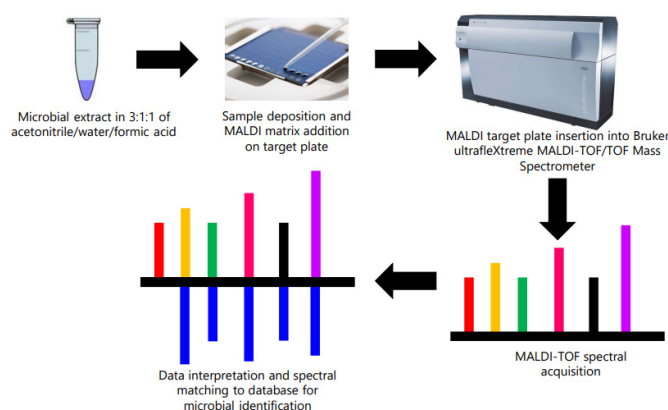 Microbial extract in 3:1:1 of
acetonitrile/water/formic acid
Sample deposition and
MALDI matrix addition
on target plate
MALDI target plate insertion into Bruker
ultrafleXtreme MALDI-TOF/TOF Mass
Spectrometer
MALDI-TOF spectral
acquisition
Data interpretation and spectral
matching to database for
microbial identification